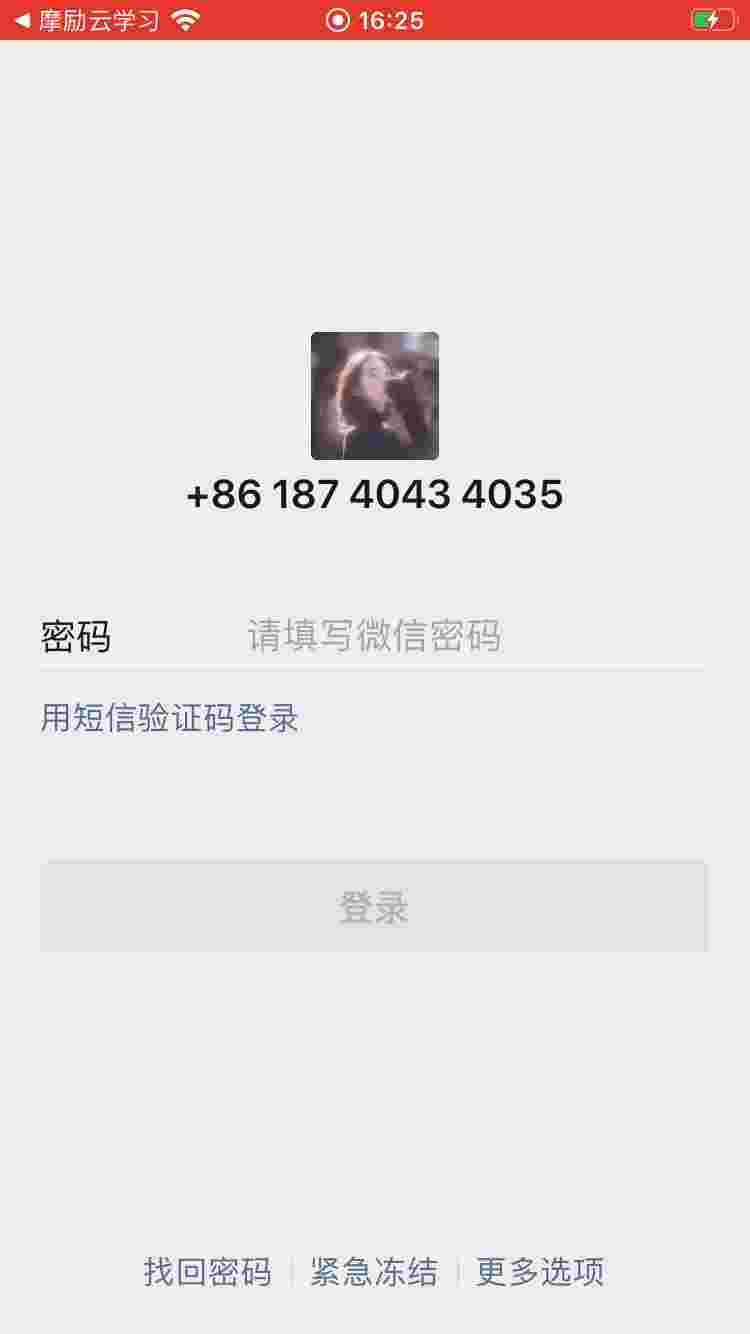 摩励云学习 16:25
+86 187 4043 4035
密码 请填写微信密码
用短信验证码登录
登录
找回密码 紧急冻结 更多选项